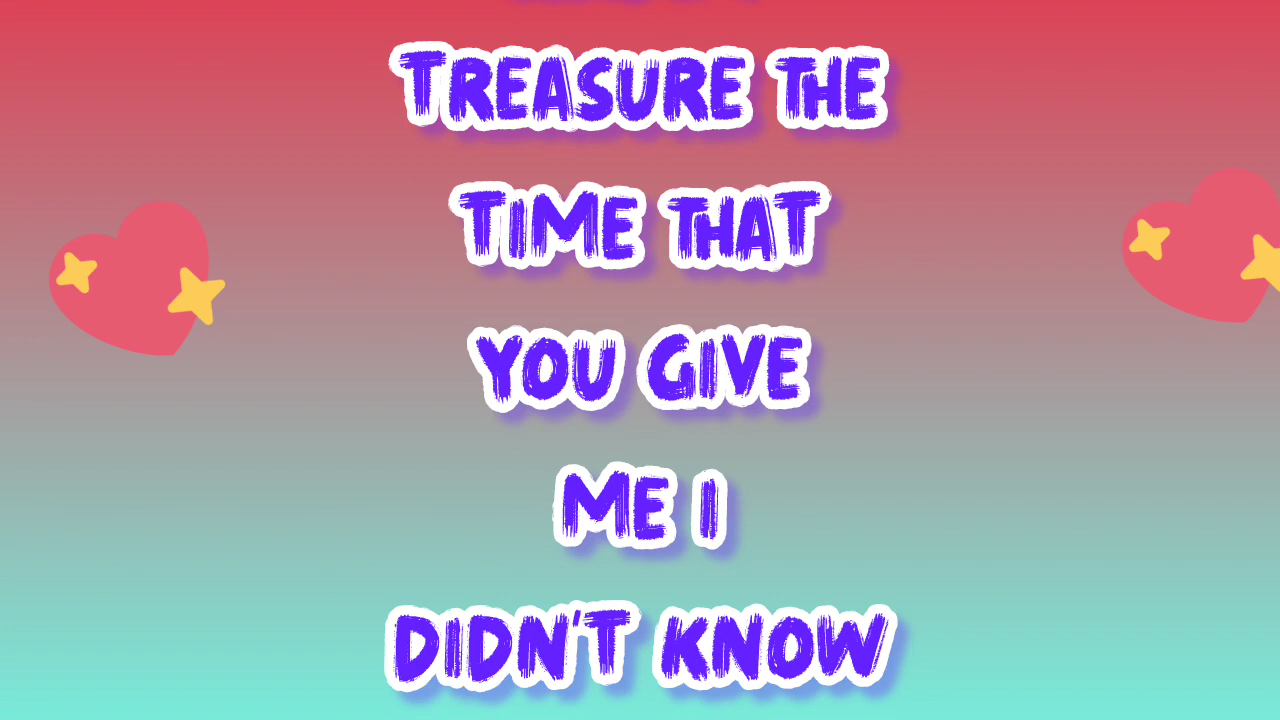 TREASURE THE
TIME THAT
YOU GIVE
ME I
DIDN'T KNOW